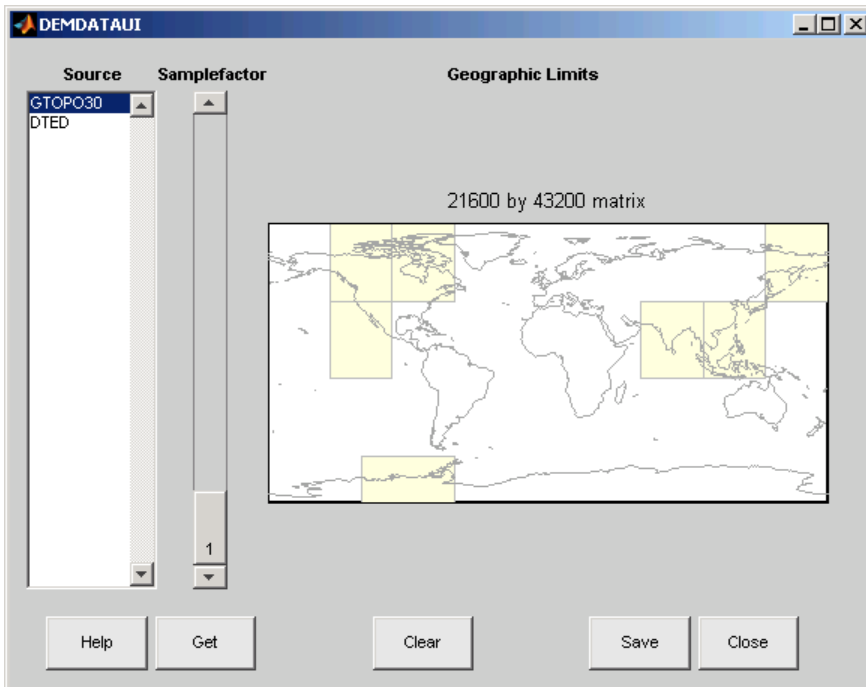 DEMDATAUI
Source Samplefactor Geographic Limits
GTOPO30
DTED
21600 by 43200 matrix
1
Help Get Clear Save Close